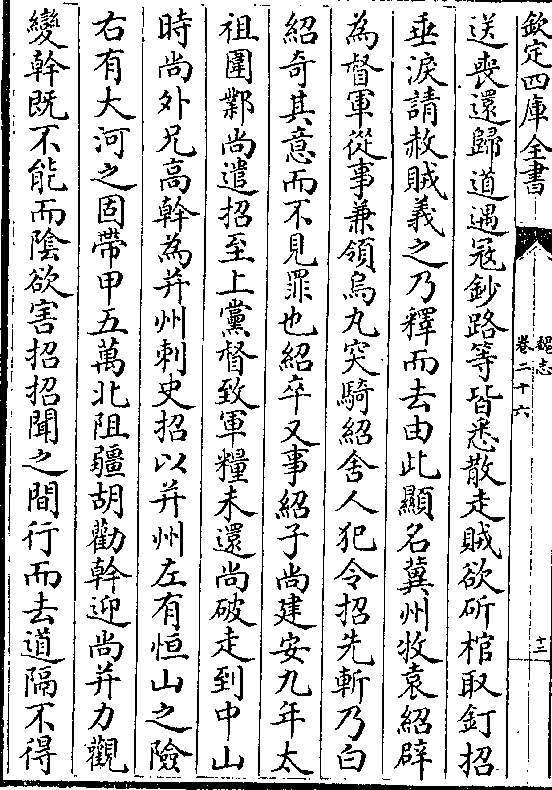 欽定四庫全書
魏志
卷二十六
十三
送喪還歸道遇冦鈔路等皆悉散走賊欲斫棺取釘招
垂淚請赦賊義之乃釋而去由此顯名冀州牧袁紹辟
為督軍從事兼領烏丸突騎紹舍人犯令招先斬乃白
紹奇其意而不見罪也紹卒又事紹子尚建安九年太
祖圍鄴尚遣招至上黨督致軍糧未還尚破走到中山
時尚外兄高幹為并州刺史招以并州左有恒山之險
右有大河之固帶甲五萬北阻疆胡勸幹迎尚并力觀
變幹既不能而陰欲害招招聞之間行而去道隔不得